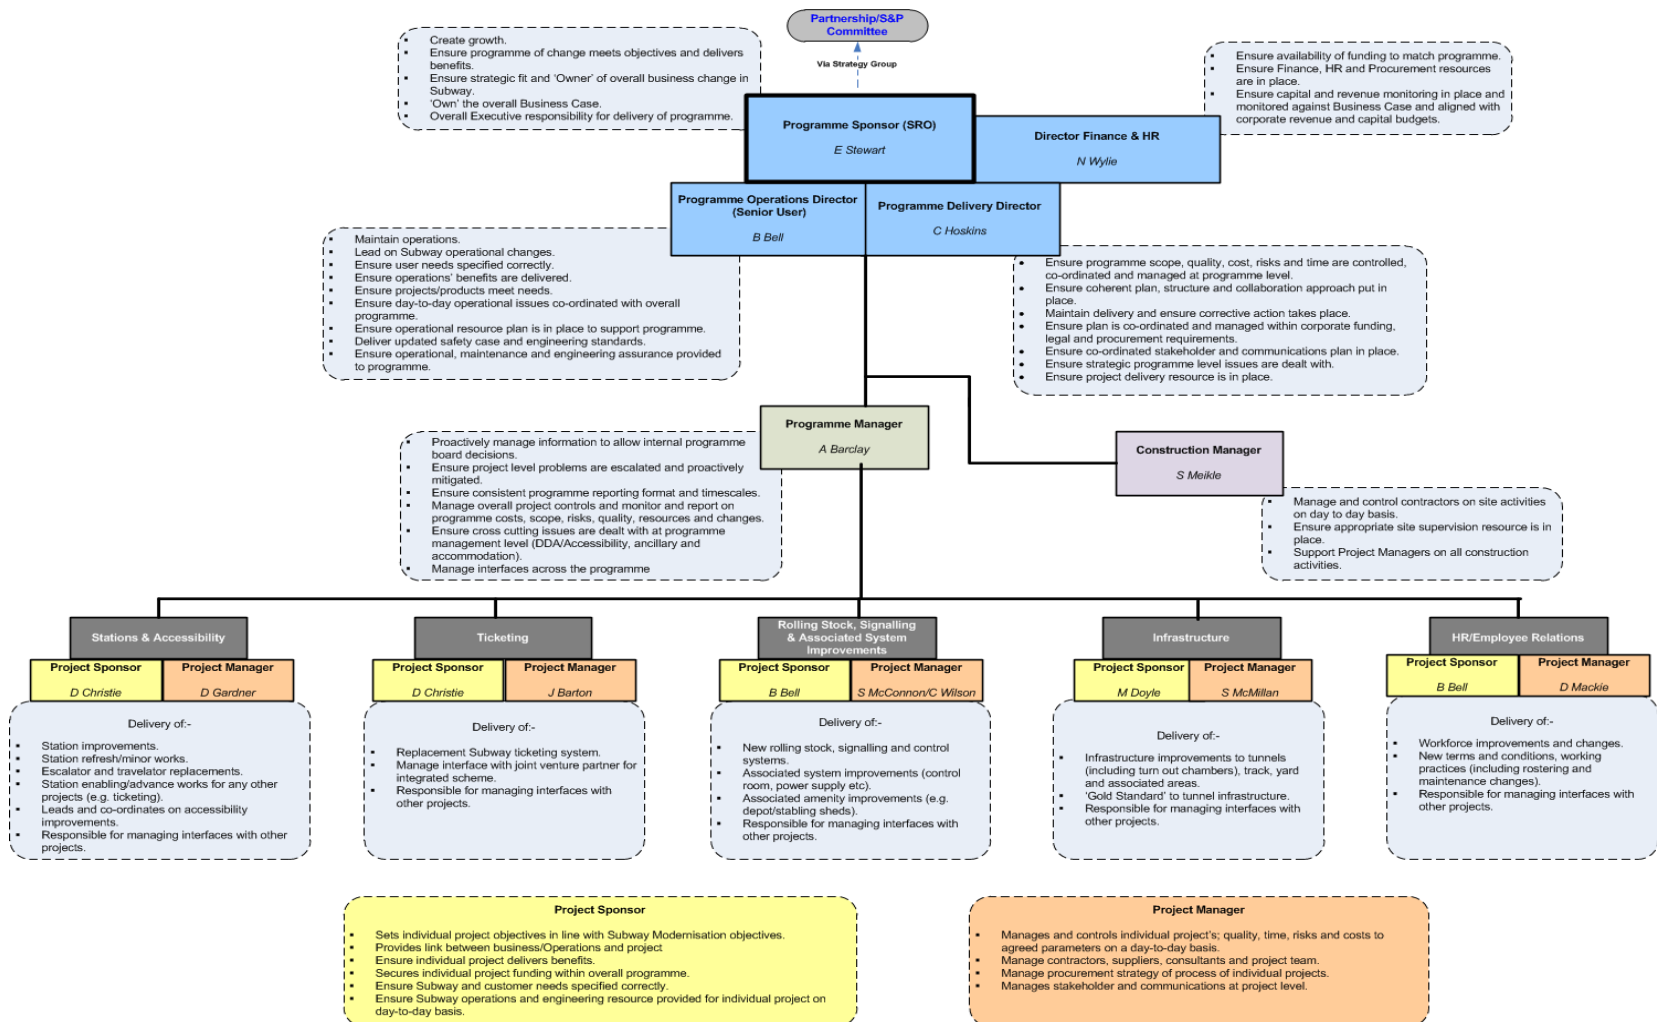 Partnership/S&P
Committee
Via Strategy Group
Create growth.
Ensure programme of change meets objectives and delivers
benefits.
Ensure strategic fit and 'Owner' of overall business change in
Subway.
'Own' the overall Business Case.
Overall Executive responsibility for delivery of programme.
Ensure availability of funding to match programme.
Ensure Finance, HR and Procurement resources
are in place.
Ensure capital and revenue monitoring in place and
monitored against Business Case and aligned with
corporate revenue and capital budgets.
Programme Sponsor (SRO)
E Stewart
Director Finance & HR
N Wylie
Programme Operations Director
(Senior User)
B Bell
Programme Delivery Director
C Hoskins
Maintain operations.
Lead on Subway operational changes.
Ensure user needs specified correctly.
Ensure operations' benefits are delivered.
Ensure projects/products meet needs.
Ensure day-to-day operational issues co-ordinated with overall
programme.
Ensure operational resource plan is in place to support programme.
Deliver updated safety case and engineering standards.
Ensure operational, maintenance and engineering assurance provided
to programme.
Ensure programme scope, quality, cost, risks and time are controlled,
co-ordinated and managed at programme level.
Ensure coherent plan, structure and collaboration approach put in
place.
Maintain delivery and ensure corrective action takes place.
Ensure plan is co-ordinated and managed within corporate funding,
legal and procurement requirements.
Ensure co-ordinated stakeholder and communications plan in place.
Ensure strategic programme level issues are dealt with.
Ensure project delivery resource is in place.
Programme Manager
A Barclay
Construction Manager
S Meikle
Proactively manage information to allow internal programme
board decisions.
Ensure project level problems are escalated and proactively
mitigated.
Ensure consistent programme reporting format and timescales.
Manage overall project controls and monitor and report on
programme costs, scope, risks, quality, resources and changes.
Ensure cross cutting issues are dealt with at programme
management level (DDA/Accessibility, ancillary and
accommodation).
Manage interfaces across the programme
Manage and control contractors on site activities
on day to day basis.
Ensure appropriate site supervision resource is in
place.
Support Project Managers on all construction
activities.
Stations & Accessibility
Project Sponsor
D Christie
Project Manager
D Gardner
Delivery of:-
Station improvements.
Station refresh/minor works.
Escalator and travelator replacements.
Station enabling/advance works for any other
projects (e.g. ticketing).
Leads and co-ordinates on accessibility
improvements.
Responsible for managing interfaces with other
projects.
Ticketing
Project Sponsor
D Christie
Project Manager
J Barton
Delivery of:-
Replacement Subway ticketing system.
Manage interface with joint venture partner for
integrated scheme.
Responsible for managing interfaces with
other projects.
Rolling Stock, Signalling
& Associated System
Improvements
Project Sponsor
B Bell
Project Manager
S McConnon/C Wilson
Delivery of:-
New rolling stock, signalling and control
systems.
Associated system improvements (control
room, power supply etc).
Associated amenity improvements (e.g.
depot/stabling sheds).
Responsible for managing interfaces with
other projects.
Infrastructure
Project Sponsor
M Doyle
Project Manager
S McMillan
Delivery of:-
Infrastructure improvements to tunnels
(including turn out chambers), track, yard
and associated areas.
'Gold Standard' to tunnel infrastructure.
Responsible for managing interfaces with
other projects.
HR/Employee Relations
Project Sponsor
B Bell
Project Manager
D Mackie
Delivery of:-
Workforce improvements and changes.
New terms and conditions, working
practices (including rostering and
maintenance changes).
Responsible for managing interfaces with
other projects.
Project Sponsor
Sets individual project objectives in line with Subway Modernisation objectives.
Provides link between business/Operations and project
Ensure individual project delivers benefits.
Secures individual project funding within overall programme.
Ensure Subway and customer needs specified correctly.
Ensure Subway operations and engineering resource provided for individual project on
day-to-day basis.
Project Manager
Manages and controls individual project's; quality, time, risks and costs to
agreed parameters on a day-to-day basis.
Manage contractors, suppliers, consultants and project team.
Manage procurement strategy of process of individual projects.
Manages stakeholder and communications at project level.